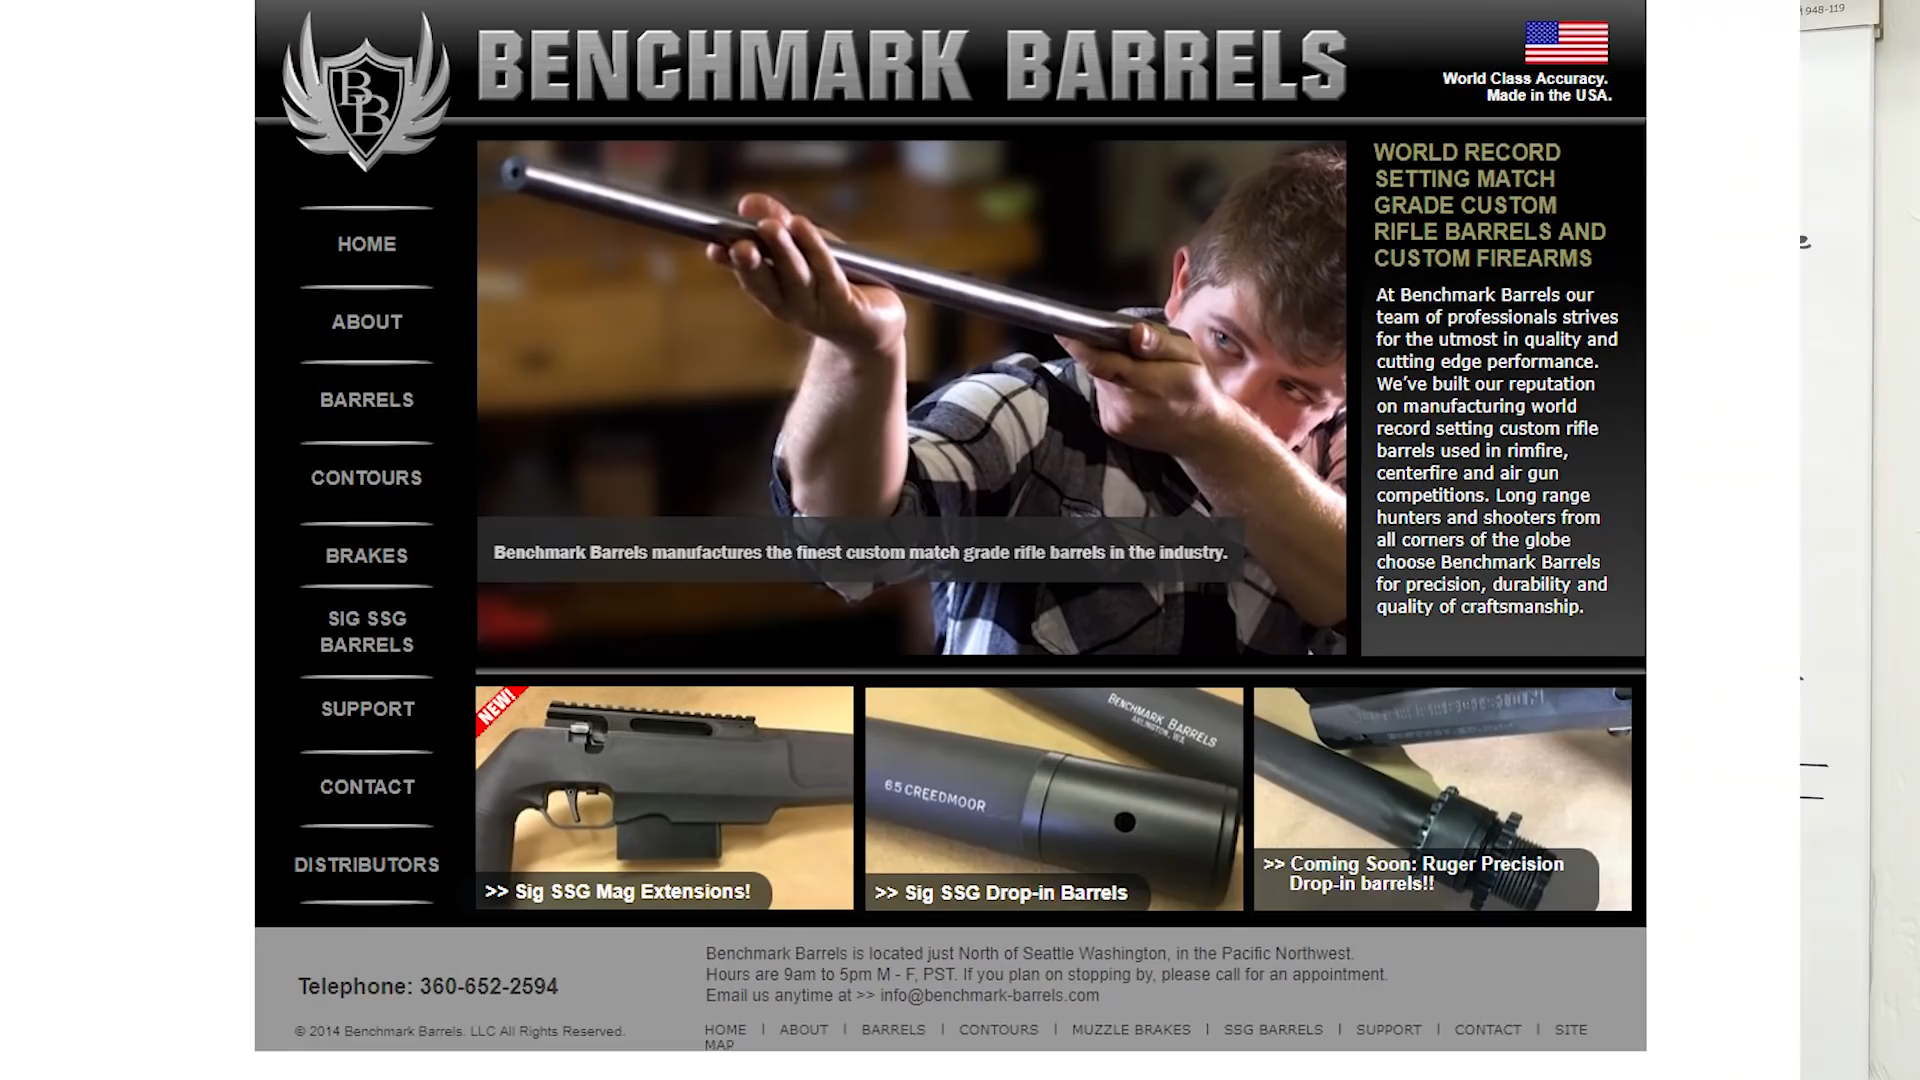 948-119
BB
BENCHMARK BARRELS
World Class Accuracy.
Made in the USA.
HOME
ABOUT
BARRELS
CONTOURS
BRAKES
SIG SSG
BARRELS
SUPPORT
CONTACT
DISTRIBUTORS
Benchmark Barrels manufactures the finest custom match grade rifle barrels in the industry.
WORLD RECORD
SETTING MATCH
GRADE CUSTOM
RIFLE BARRELS AND
CUSTOM FIREARMS
At Benchmark Barrels our
team of professionals strives
for the utmost in quality and
cutting edge performance.
We've built our reputation
on manufacturing world
record setting custom rifle
barrels used in rimfire,
centerfire and air gun
competitions. Long range
hunters and shooters from
all corners of the globe
choose Benchmark Barrels
for precision, durability and
quality of craftsmanship.
NEW!
>> Sig SSG Mag Extensions!
BENCHMARK BARRELS
ARLINGTON, WA
6.5 CREEDMOOR
>> Sig SSG Drop-in Barrels
>> Coming Soon: Ruger Precision
Drop-in barrels!!
Telephone: 360-652-2594
© 2014 Benchmark Barrels. LLC All Rights Reserved.
Benchmark Barrels is located just North of Seattle Washington, in the Pacific Northwest.
Hours are 9am to 5pm M - F, PST. If you plan on stopping by, please call for an appointment.
Email us anytime at >> info@benchmark-barrels.com
HOME | ABOUT | BARRELS | CONTOURS | MUZZLE BRAKES | SSG BARRELS | SUPPORT | CONTACT | SITE
MAP